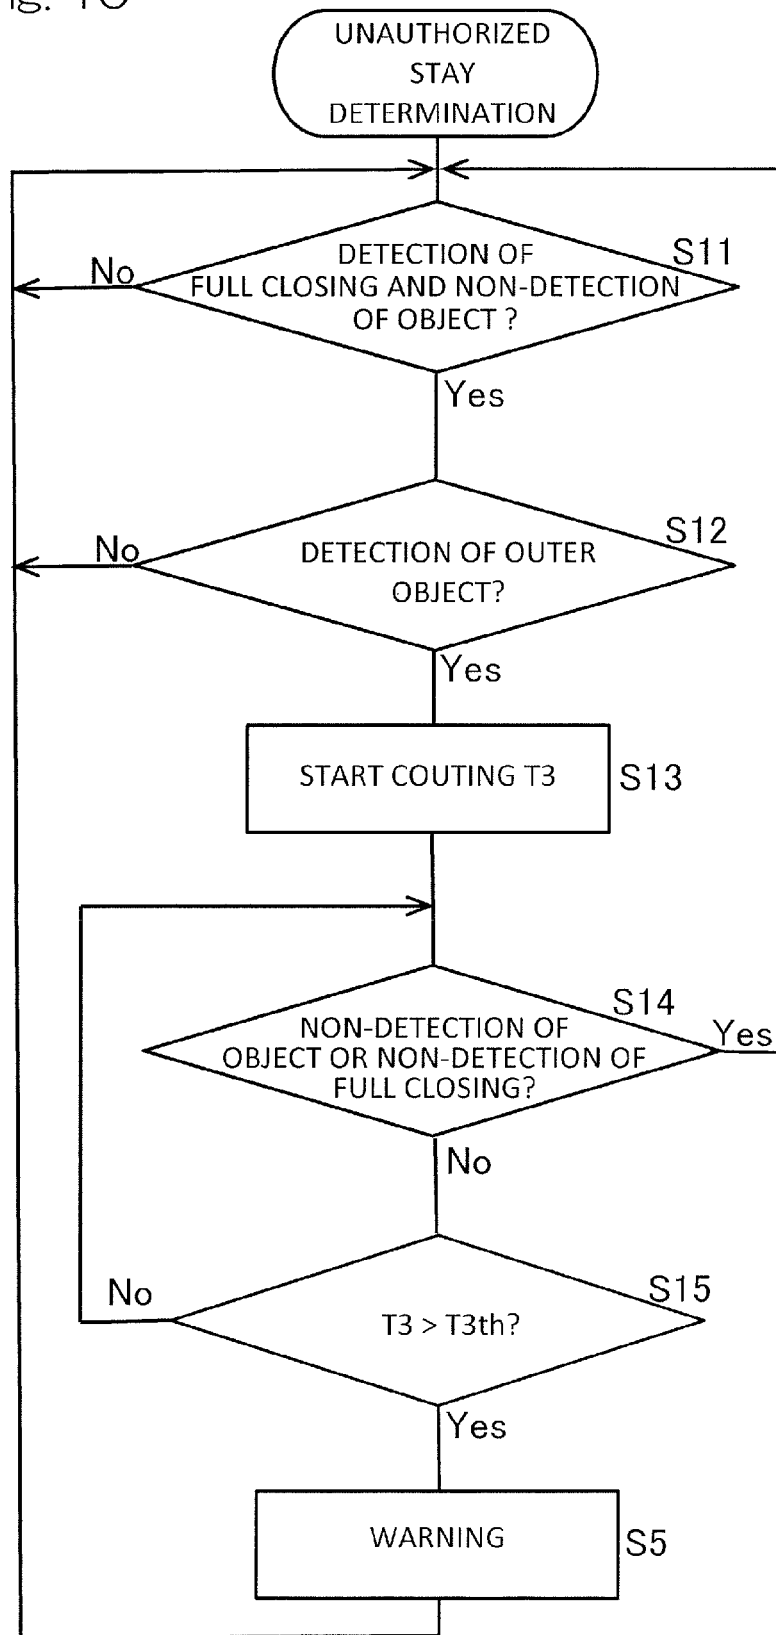 UNAUTHORIZED
STAY
DETERMINATION
DETECTION OF
FULL CLOSING AND NON-DETECTION
OF OBJECT ?
S11
No
Yes
DETECTION OF OUTER
OBJECT?
S12
No
Yes
START COUTING T3
S13
NON-DETECTION OF
OBJECT OR NON-DETECTION OF
FULL CLOSING?
S14
Yes
No
T3 > T3th?
S15
No
Yes
WARNING
S5